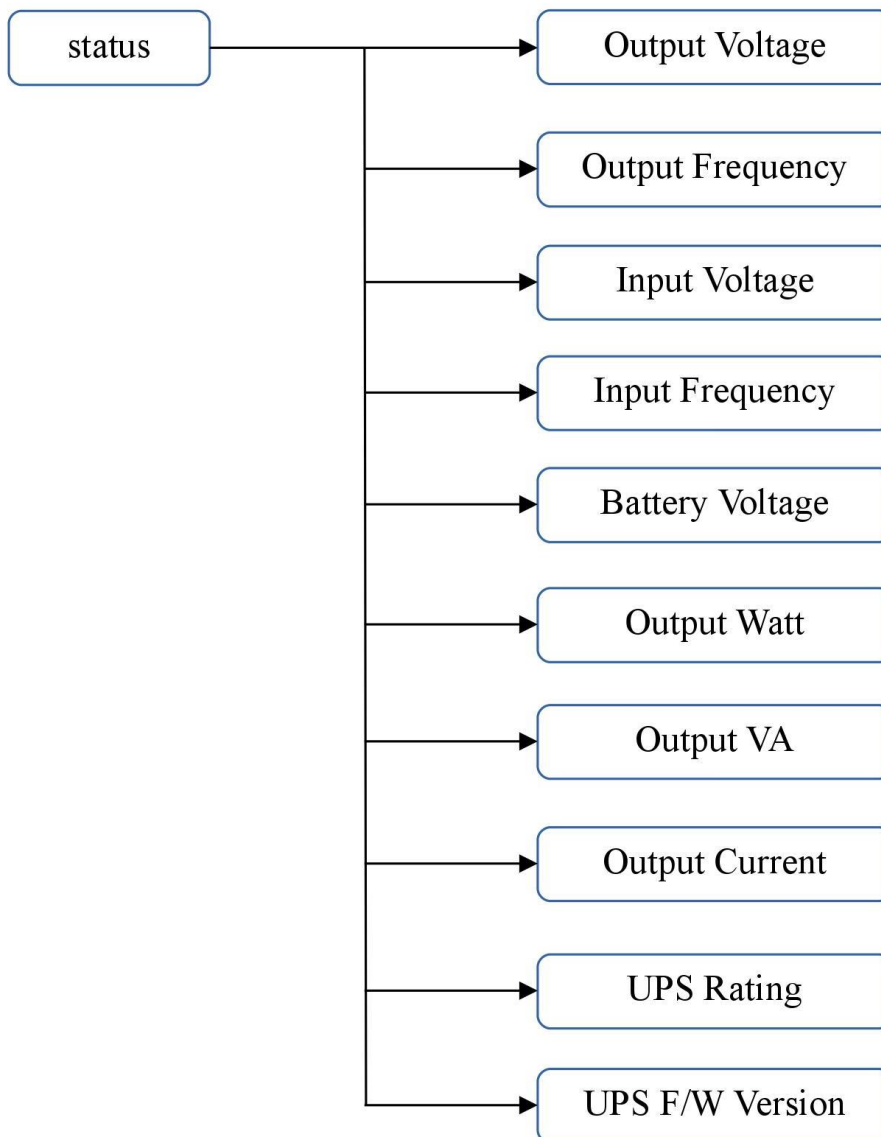 status
Output Voltage
Output Frequency
Input Voltage
Input Frequency
Battery Voltage
Output Watt
Output VA
Output Current
UPS Rating
UPS F/W Version